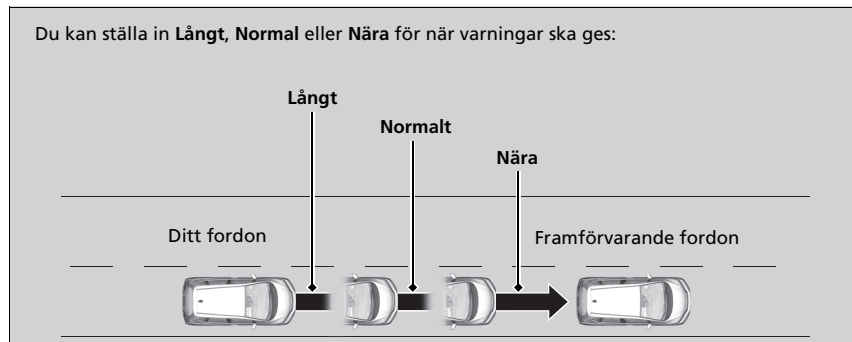 Du kan ställa in Långt, Normal eller Nära för när varningar ska ges:
Långt
Normalt
Nära
Ditt fordon
Framförvarande fordon